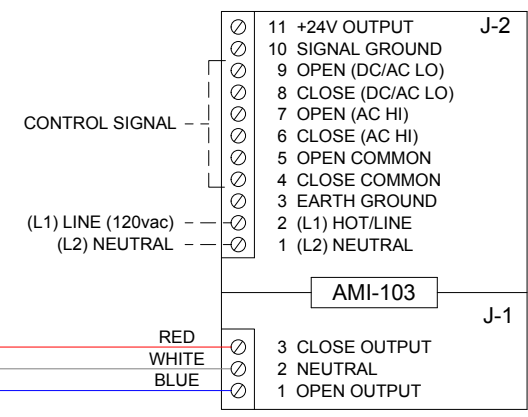 11 +24V OUTPUT J-2
10 SIGNAL GROUND
9 OPEN (DC/AC LO)
8 CLOSE (DC/AC LO)
7 OPEN (AC HI)
CONTROL SIGNAL
6 CLOSE (AC HI)
5 OPEN COMMON
4 CLOSE COMMON
3 EARTH GROUND
(L1) LINE (120vac) 2 (L1) HOT/LINE
(L2) NEUTRAL 1 (L2) NEUTRAL
AMI-103
J-1
RED 3 CLOSE OUTPUT
WHITE 2 NEUTRAL
BLUE 1 OPEN OUTPUT